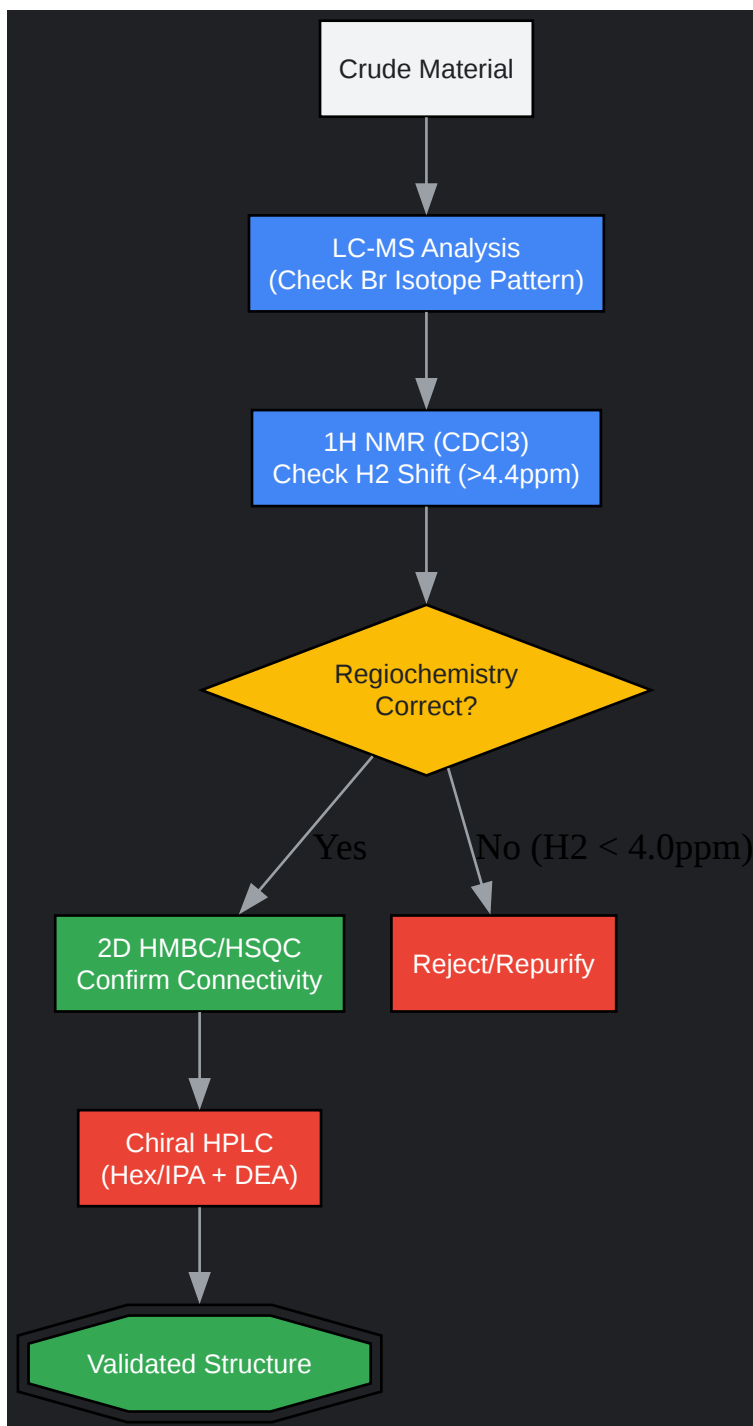 Crude Material
LC-MS Analysis
(Check Br Isotope Pattern)
1H NMR (CDCl3)
Check H2 Shift (>4.4ppm)
Regiochemistry
Correct?
Yes
No (H2 < 4.0ppm)
2D HMBC/HSQC
Confirm Connectivity
Reject/Repurify
Chiral HPLC
(Hex/IPA + DEA)
Validated Structure